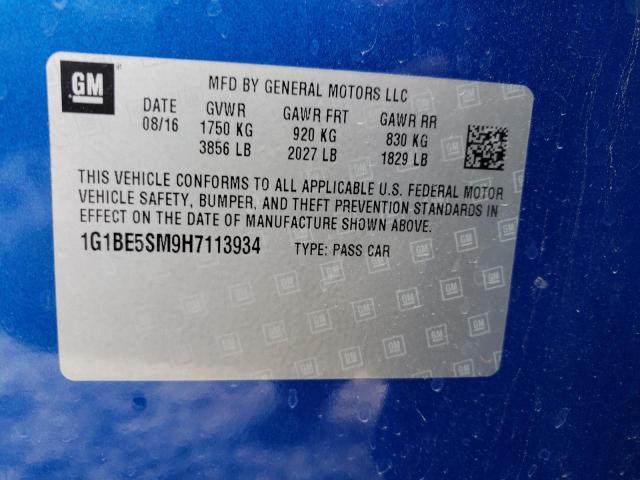 GM
MFD BY GENERAL MOTORS LLC
DATE GVWR GAWR FRT GAWR RR
08/16 1750 KG 920 KG 830 KG
3856 LB 2027 LB 1829 LB
THIS VEHICLE CONFORMS TO ALL APPLICABLE U.S. FEDERAL MOTOR
VEHICLE SAFETY, BUMPER, AND THEFT PREVENTION STANDARDS IN
EFFECT ON THE DATE OF MANUFACTURE SHOWN ABOVE.
1G1BE5SM9H7113934 TYPE: PASS CAR